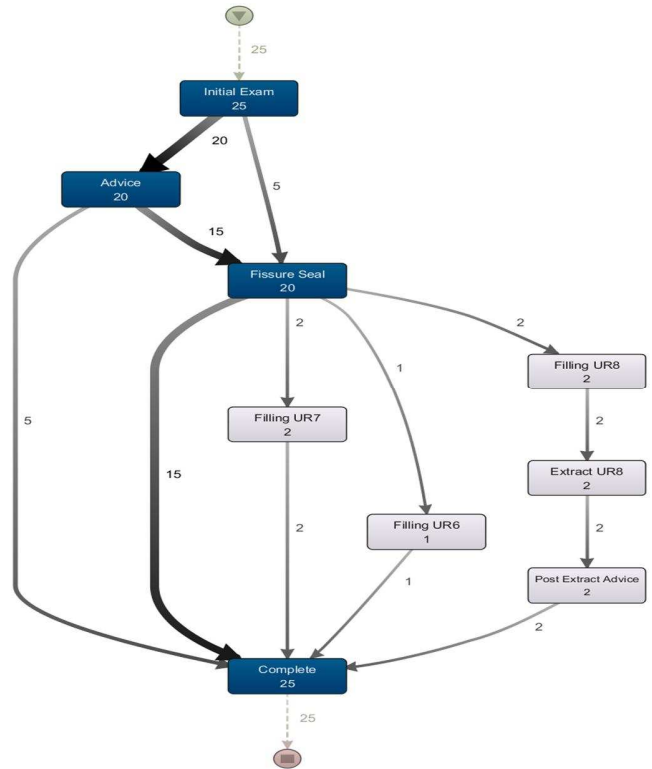 25
Initial Exam
25
20
5
Advice
20
15
Fissure Seal
20
2
1
2
Filling UR8
2
5
15
Filling UR7
2
2
Extract UR8
2
2
Filling UR6
1
2
1
Post Extract Advice
2
2
Complete
25
25